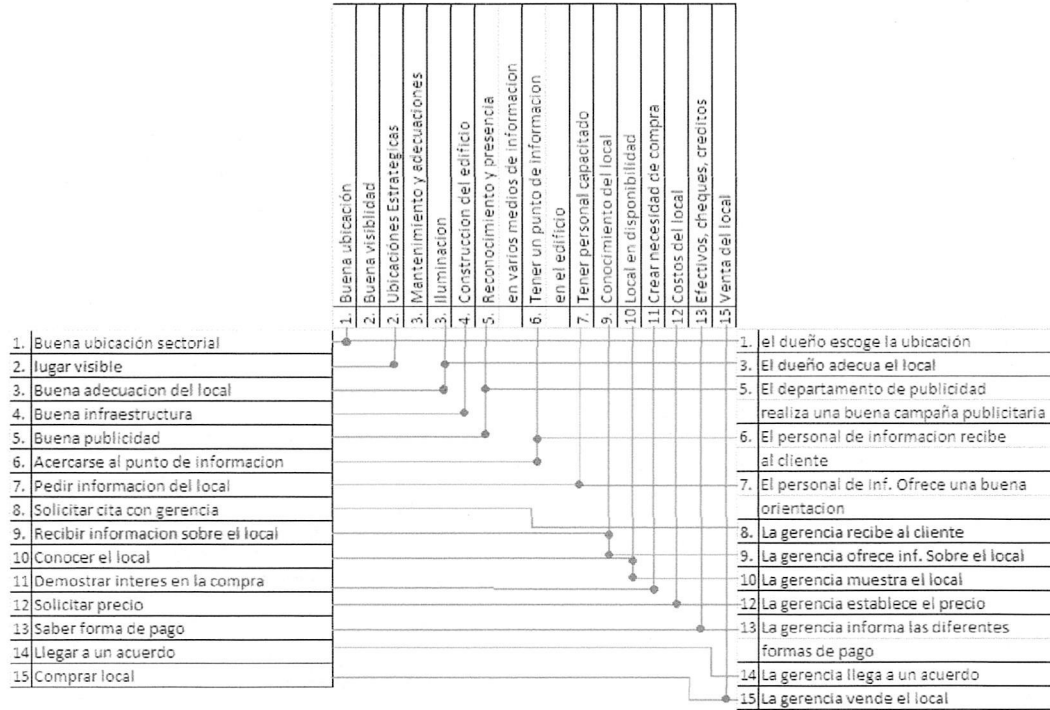 1. Buena ubicación
2. Buena visiblidad
2. Ubicaciónes Estrategicas
3. Mantenimiento y adecuaciones
3. Iluminacion
4. Construccion del edificio
5. Reconocimiento y presencia
en varios medios de informacion
6. Tener un punto de informacion
en el edificio
7. Tener personal capacitado
9. Conocimiento del local
10 Local en disponibilidad
11 Crear necesidad de compra
12 Costos del local
13 Efectivos, cheques, creditos
15 Venta del local
1. Buena ubicación sectorial
2. lugar visible
3. Buena adecuacion del local
4. Buena infraestructura
5. Buena publicidad
6. Acercarse al punto de informacion
7. Pedir informacion del local
8. Solicitar cita con gerencia
9. Recibir informacion sobre el local
10 Conocer el local
11 Demostrar interes en la compra
12 Solicitar precio
13 Saber forma de pago
14 Llegar a un acuerdo
15 Comprar local
1. el dueño escoge la ubicación
3. El dueño adecua el local
5. El departamento de publicidad
realiza una buena campaña publicitaria
6. El personal de informacion recibe
al cliente
7. El personal de Inf. Ofrece una buena
orientacion
8. La gerencia recibe al cliente
9. La gerencia ofrece inf. Sobre el local
10 La gerencia muestra el local
12 La gerencia establece el precio
13 La gerencia informa las diferentes
formas de pago
14 La gerencia llega a un acuerdo
15 La gerencia vende el local